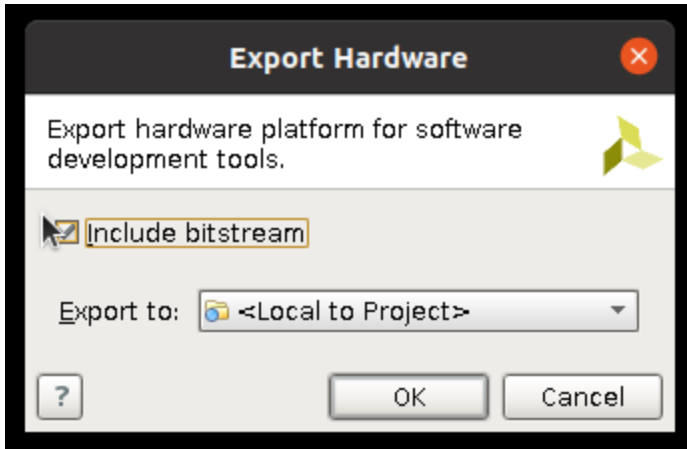 Export Hardware
Export hardware platform for software
development tools.
Include bitstream
Export to: <Local to Project>
? OK Cancel